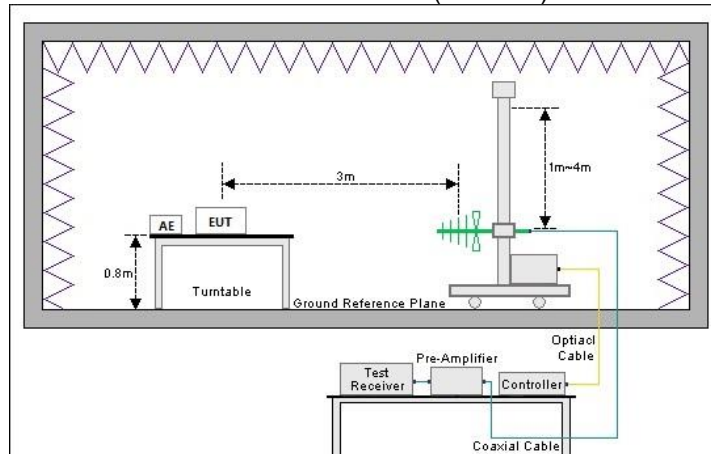 3m
1m~4m
AE
EUT
0.8m
Turntable
Ground Reference Plane
Optiacl
Cable
Pre-Amplifier
Test
Receiver
Controller
Coaxial Cable